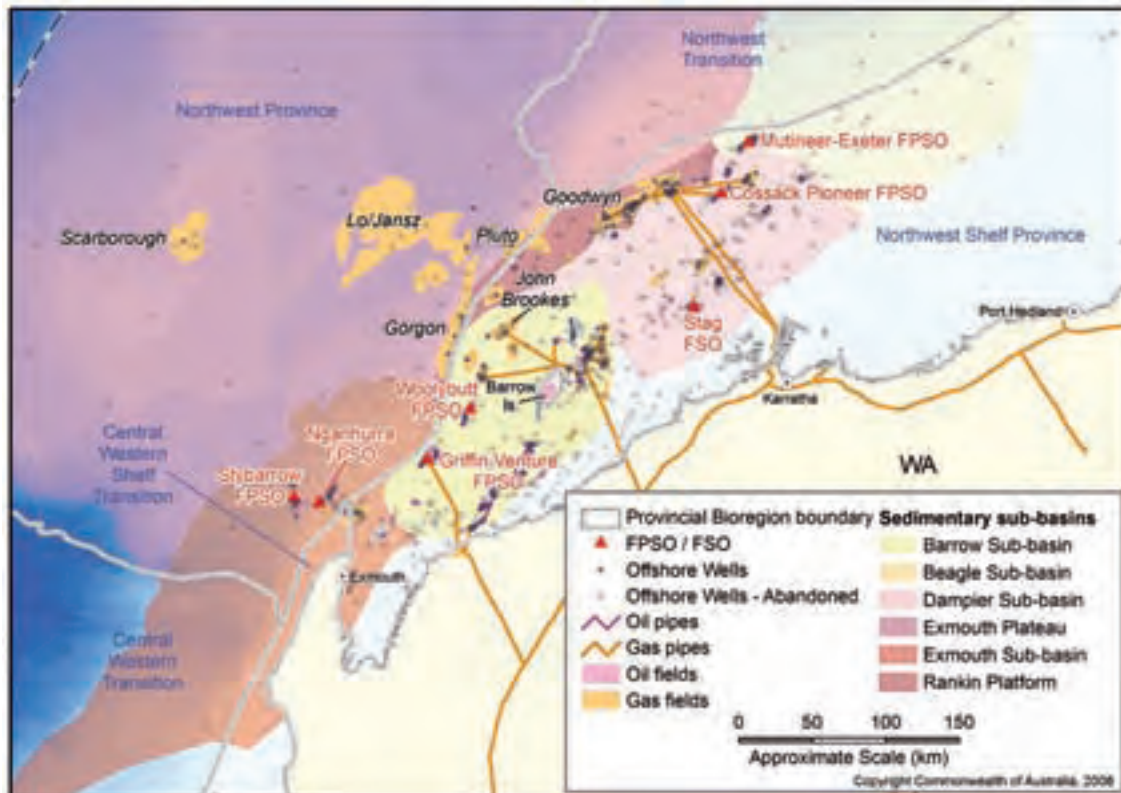 Northwest
Transition
Northwest Province
Mutineer-Exeter FPSO
Cossack Pioneer FPSO
Goodwyn
Scarborough
Lo/Jansz
Pluto
Northwest Shelf Province
John
Brookes
Gorgon
Stag
FSO
Port Hedland
Karratha
Woolybutt
FPSO
Barrow
Is
Central
Western
Shelf
Transition
Nganhurra
FPSO
Stybarrow
FPSO
Griffin Venture
FPSO
WA
Exmouth
Central
Western
Transition
Provincial Bioregion boundary
FPSO / FSO
Offshore Wells
Offshore Wells - Abandoned
Oil pipes
Gas pipes
Oil fields
Gas fields
Sedimentary sub-basins
Barrow Sub-basin
Beagle Sub-basin
Dampier Sub-basin
Exmouth Plateau
Exmouth Sub-basin
Rankin Platform
0 50 100 150
Approximate Scale (km)
Copyright Commonwealth of Australia, 2006